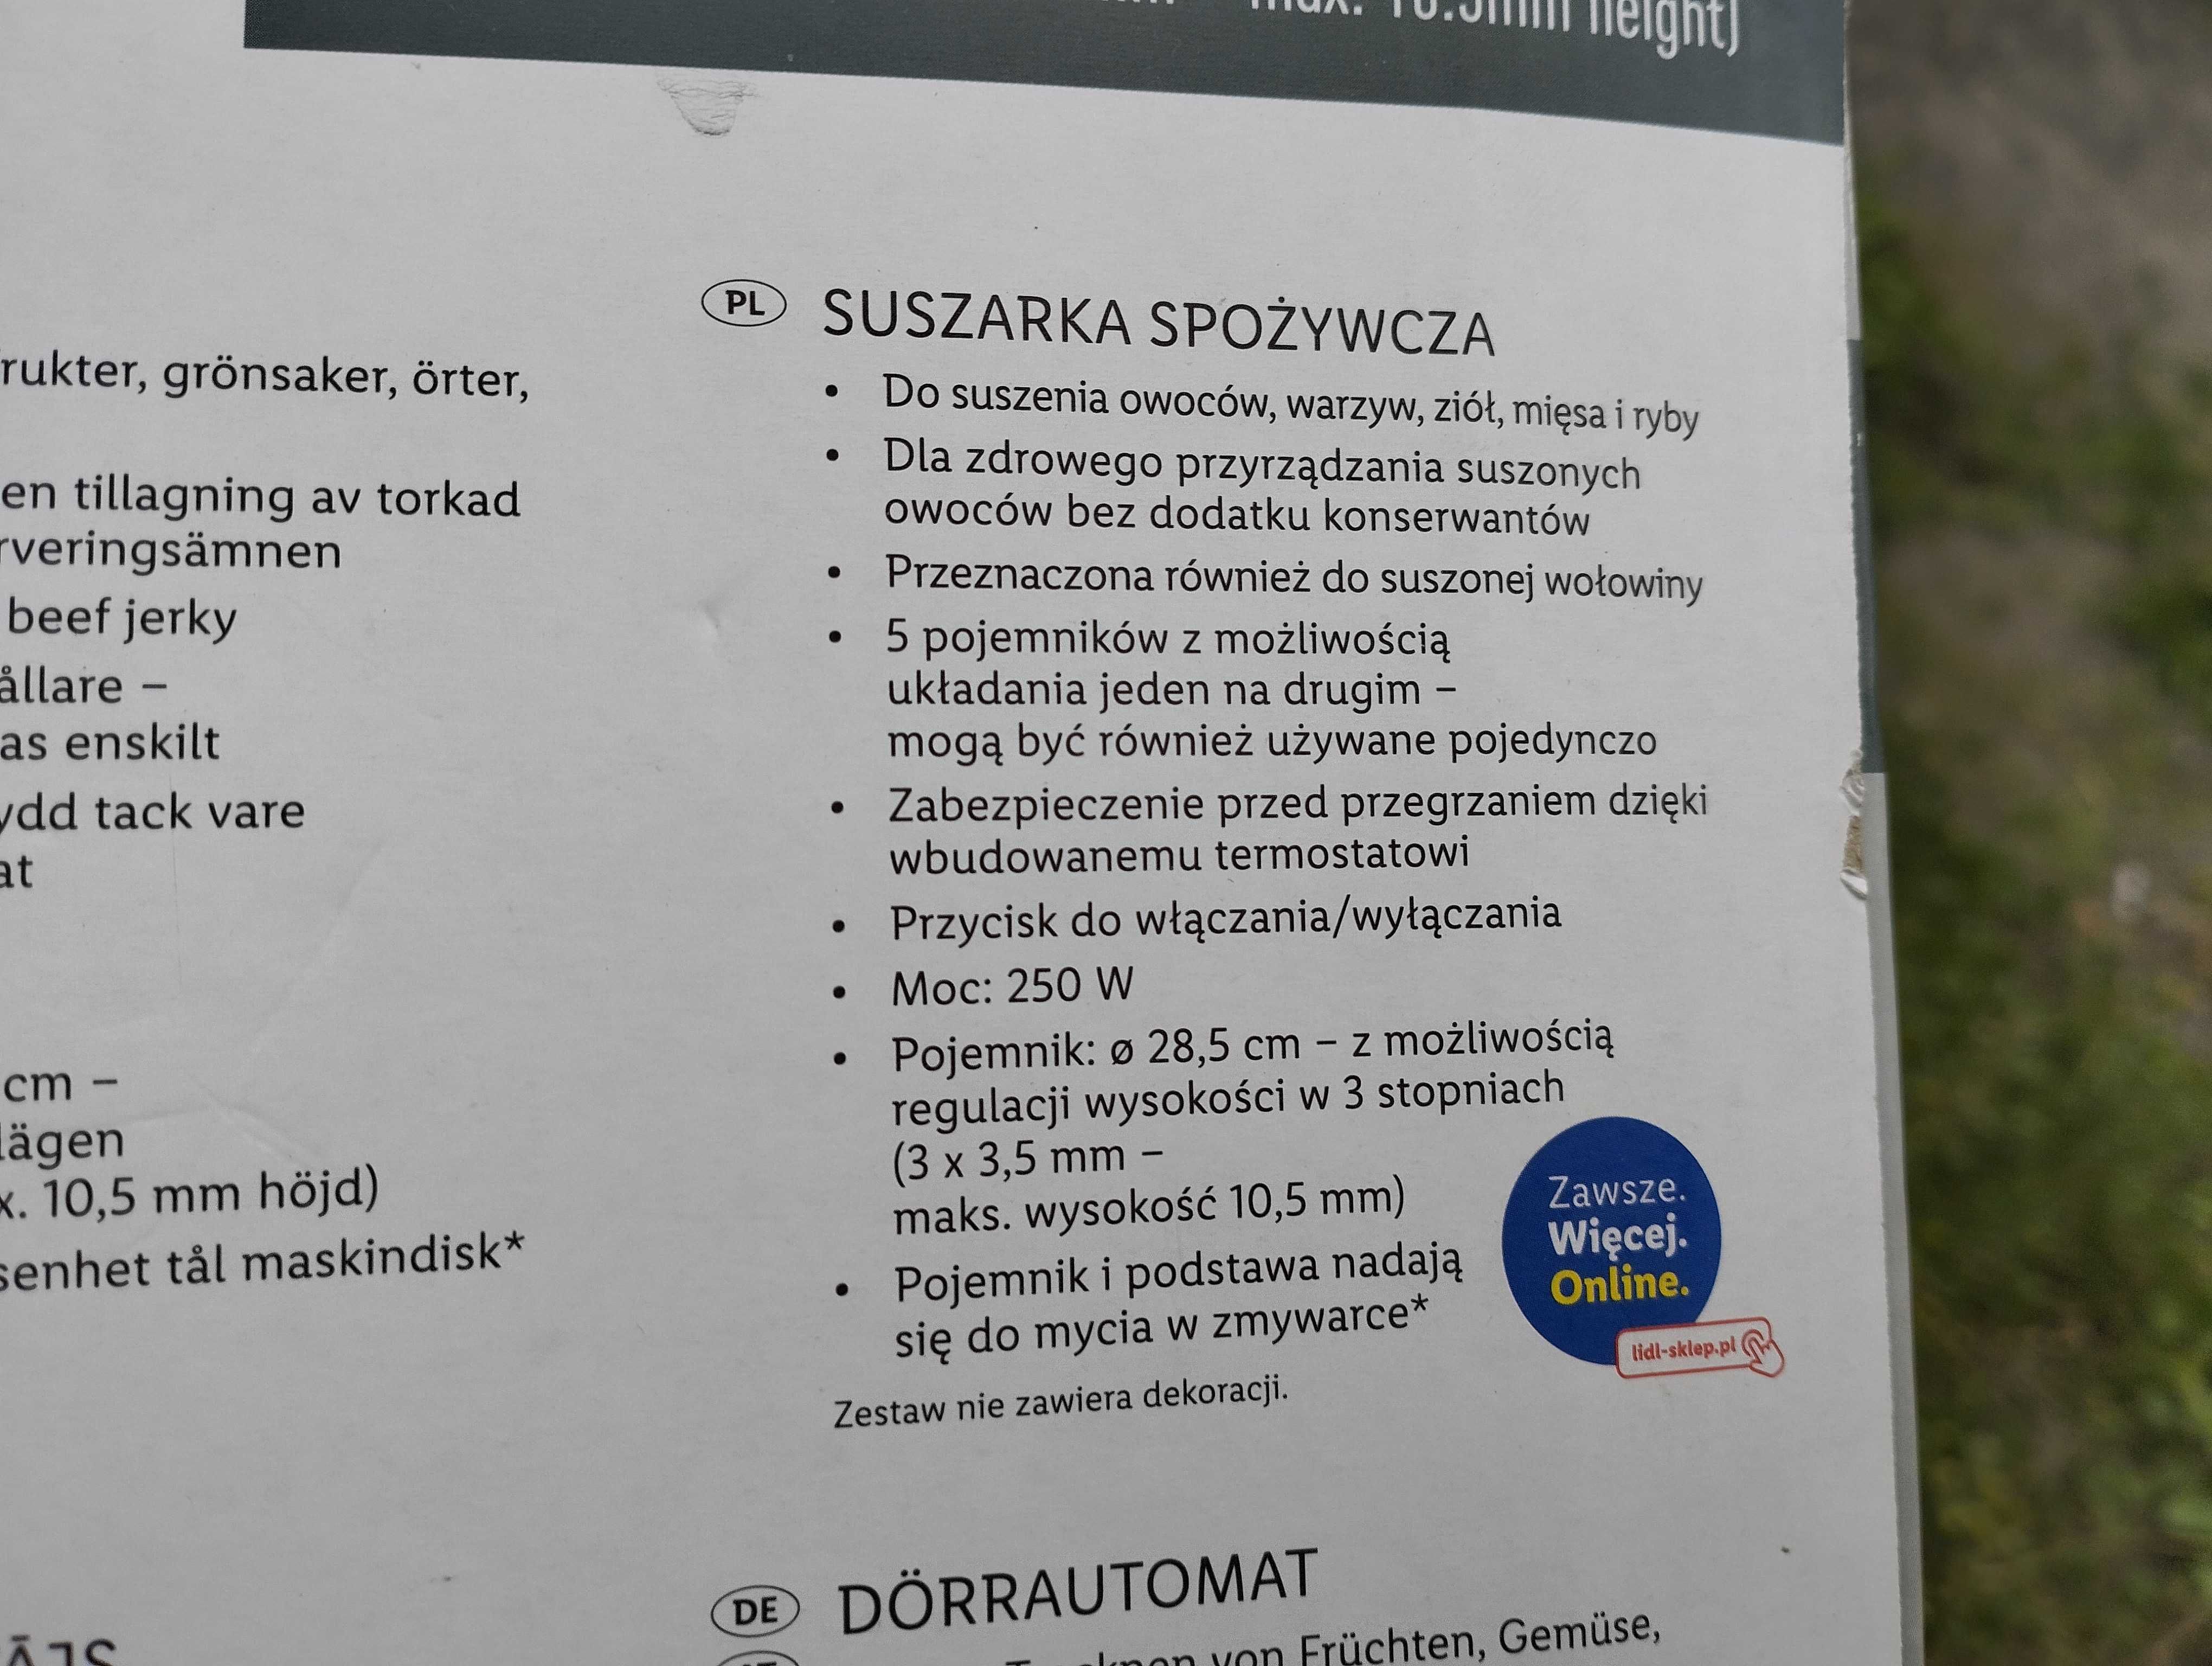 max. 10.5mm height)
rukter, grönsaker, örter,
en tillagning av torkad
rveringsämnen
beef jerky
ållare –
as enskilt
ydd tack vare
at
cm –
lägen
x. 10,5 mm höjd)
senhet tål maskindisk*
PL SUSZARKA SPOŻYWCZA
• Do suszenia owoców, warzyw, ziół, mięsa i ryby
• Dla zdrowego przyrządzania suszonych
owoców bez dodatku konserwantów
• Przeznaczona również do suszonej wołowiny
• 5 pojemników z możliwością
układania jeden na drugim –
mogą być również używane pojedynczo
• Zabezpieczenie przed przegrzaniem dzięki
wbudowanemu termostatowi
• Przycisk do włączania/wyłączania
• Moc: 250 W
• Pojemnik: ø 28,5 cm – z możliwością
regulacji wysokości w 3 stopniach
(3 x 3,5 mm –
maks. wysokość 10,5 mm)
• Pojemnik i podstawa nadają
się do mycia w zmywarce*
Zestaw nie zawiera dekoracji.
Zawsze.
Więcej.
Online.
lidl-sklep.pl
DE DÖRRAUTOMAT
von Früchten, Gemüse,